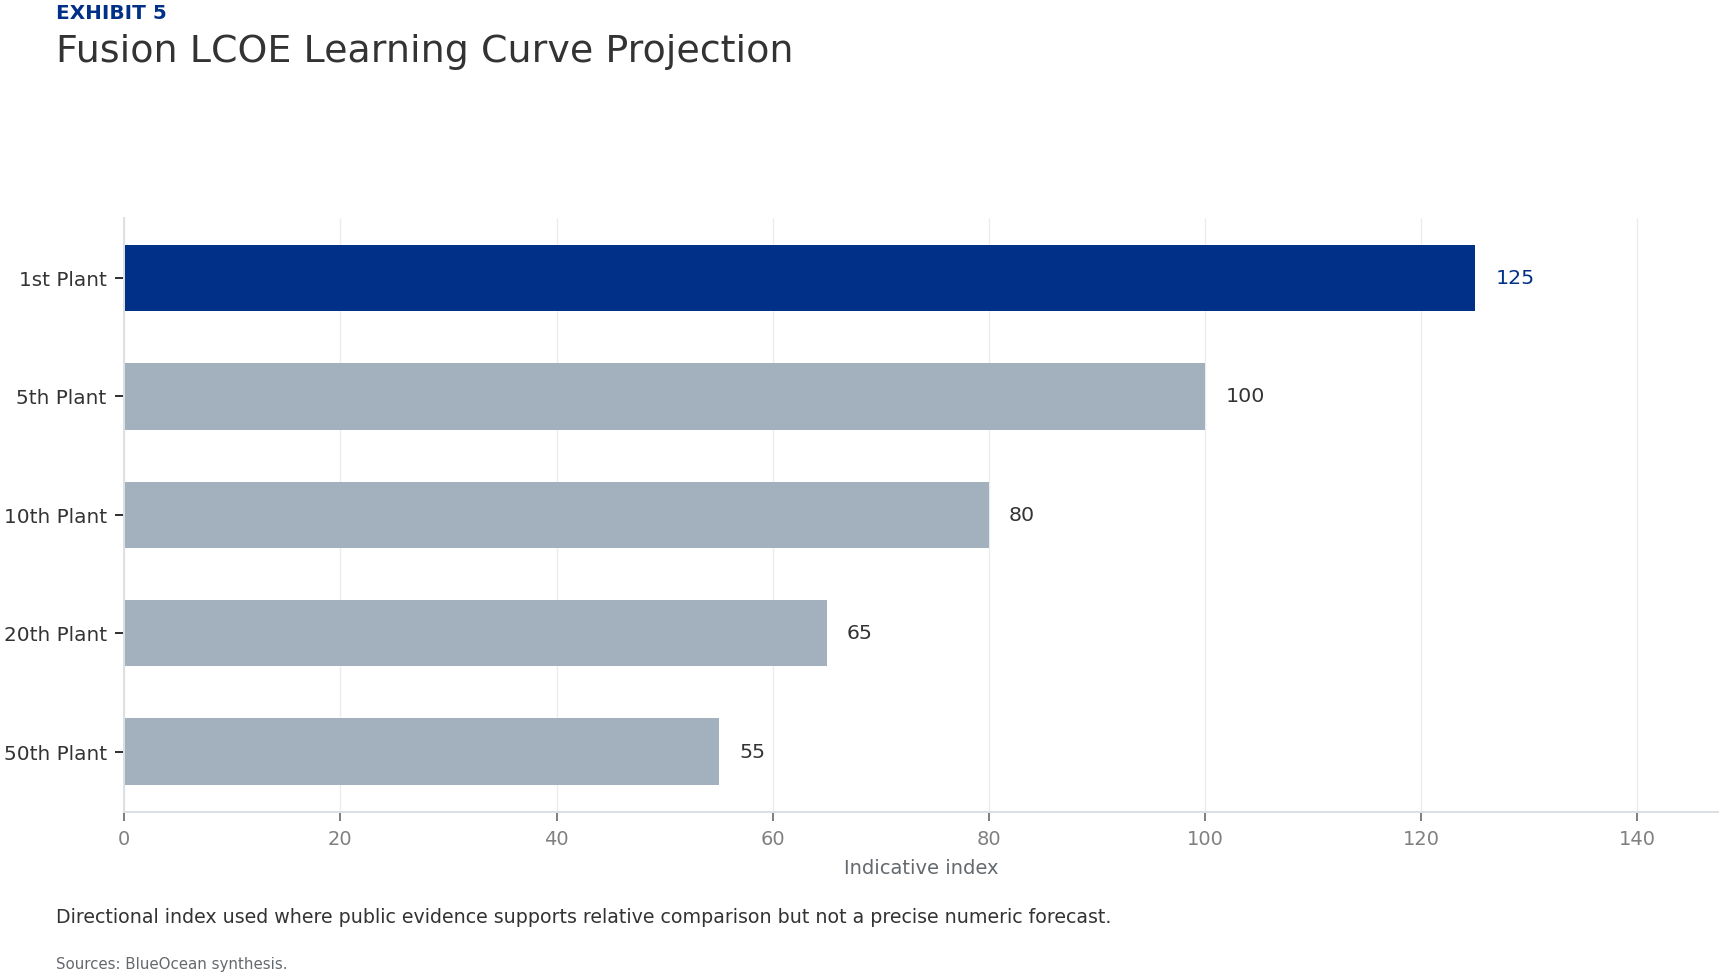 EXHIBIT 5
Fusion LCOE Learning Curve Projection
1st Plant
125
5th Plant
100
10th Plant
80
20th Plant
65
50th Plant
55
0 20 40 60 80 100 120 140
Indicative index
Directional index used where public evidence supports relative comparison but not a precise numeric forecast.
Sources: BlueOcean synthesis.